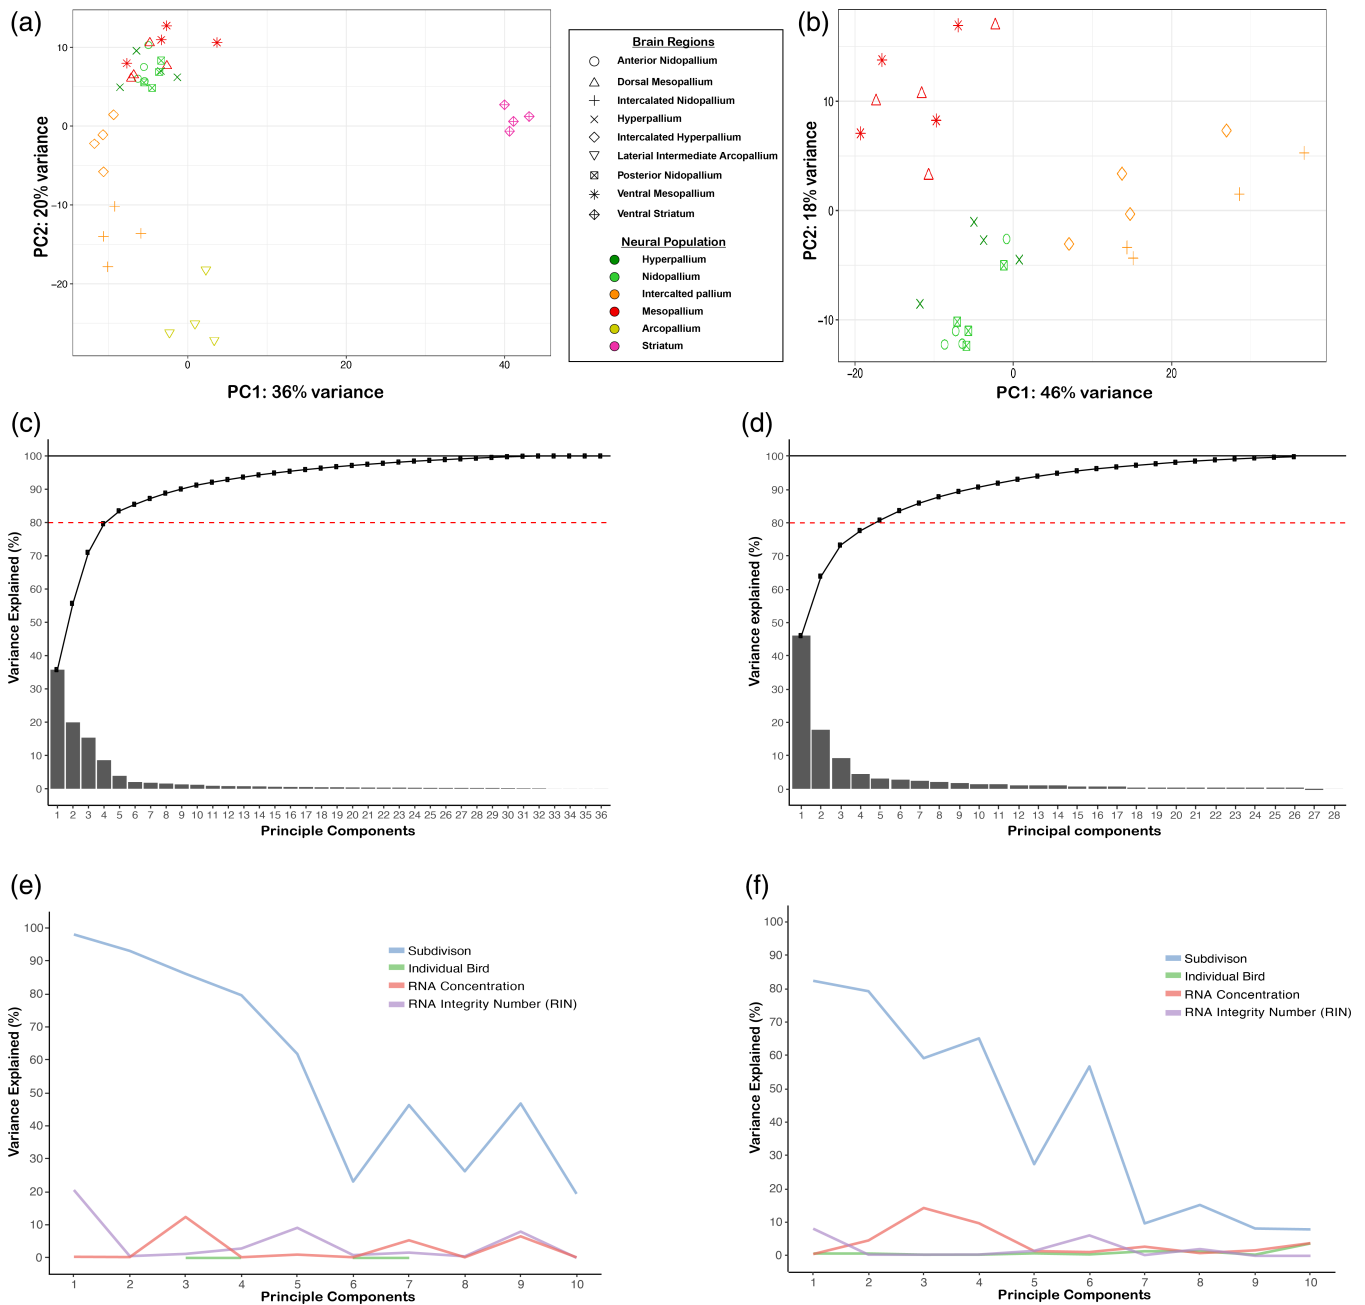 (a)
10
0
−10
−20
PC2: 20% variance
0
20
40
PC1: 36% variance
Brain Regions
Anterior Nidopallium
Dorsal Mesopallium
Intercalated Nidopallium
Hyperpallium
Intercalated Hyperpallium
Laterial Intermediate Arcopallium
Posterior Nidopallium
Ventral Mesopallium
Ventral Striatum
Neural Population
Hyperpallium
Nidopallium
Intercalted pallium
Mesopallium
Arcopallium
Striatum
(b)
10
0
−10
PC2: 18% variance
−20
0
20
PC1: 46% variance
(c)
100
90
80
70
60
50
40
30
20
10
0
Variance Explained (%)
1 2 3 4 5 6 7 8 9 10 11 12 13 14 15 16 17 18 19 20 21 22 23 24 25 26 27 28 29 30 31 32 33 34 35 36
Principle Components
(d)
100
90
80
70
60
50
40
30
20
10
0
Variance explained (%)
1 2 3 4 5 6 7 8 9 10 11 12 13 14 15 16 17 18 19 20 21 22 23 24 25 26 27 28
Principal components
(e)
100
90
80
70
60
50
40
30
20
10
0
Variance Explained (%)
Subdivison
Individual Bird
RNA Concentration
RNA Integrity Number (RIN)
1 2 3 4 5 6 7 8 9 10
Principle Components
(f)
100
90
80
70
60
50
40
30
20
10
0
Variance Explained (%)
Subdivison
Individual Bird
RNA Concentration
RNA Integrity Number (RIN)
1 2 3 4 5 6 7 8 9 10
Principle Components